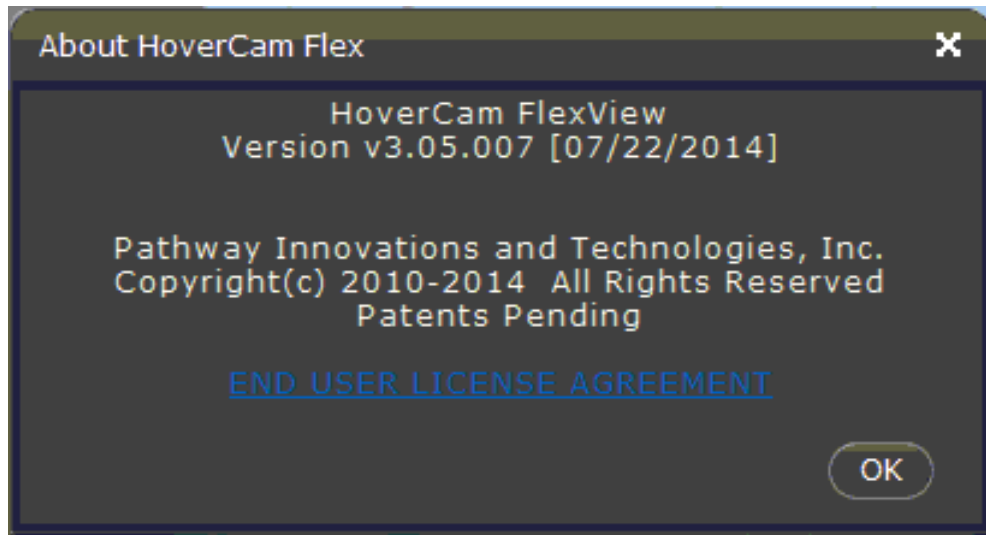 About HoverCam Flex
HoverCam FlexView
Version v3.05.007 [07/22/2014]
Pathway Innovations and Technologies, Inc.
Copyright(c) 2010-2014  All Rights Reserved
Patents Pending
END USER LICENSE AGREEMENT
OK